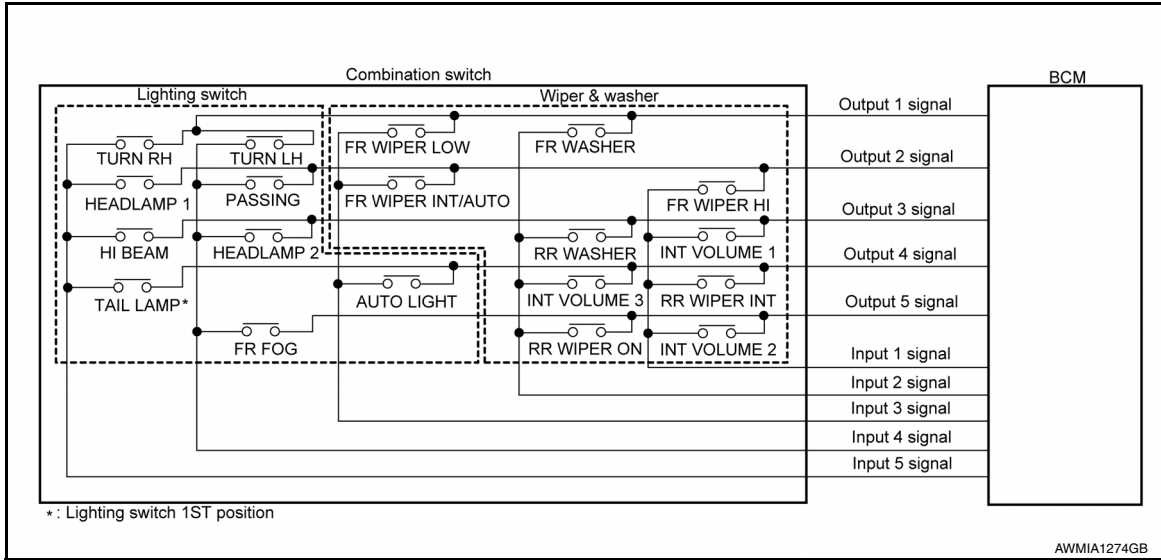 Combination switch
BCM
Lighting switch
Wiper & washer
Output 1 signal
TURN RH
TURN LH
FR WIPER LOW
FR WASHER
Output 2 signal
HEADLAMP 1
PASSING
FR WIPER INT/AUTO
FR WIPER HI
Output 3 signal
HI BEAM
HEADLAMP 2
RR WASHER
INT VOLUME 1
Output 4 signal
TAIL LAMP*
AUTO LIGHT
INT VOLUME 3
RR WIPER INT
Output 5 signal
FR FOG
RR WIPER ON
INT VOLUME 2
Input 1 signal
Input 2 signal
Input 3 signal
Input 4 signal
Input 5 signal
* : Lighting switch 1ST position
AWMIA1274GB